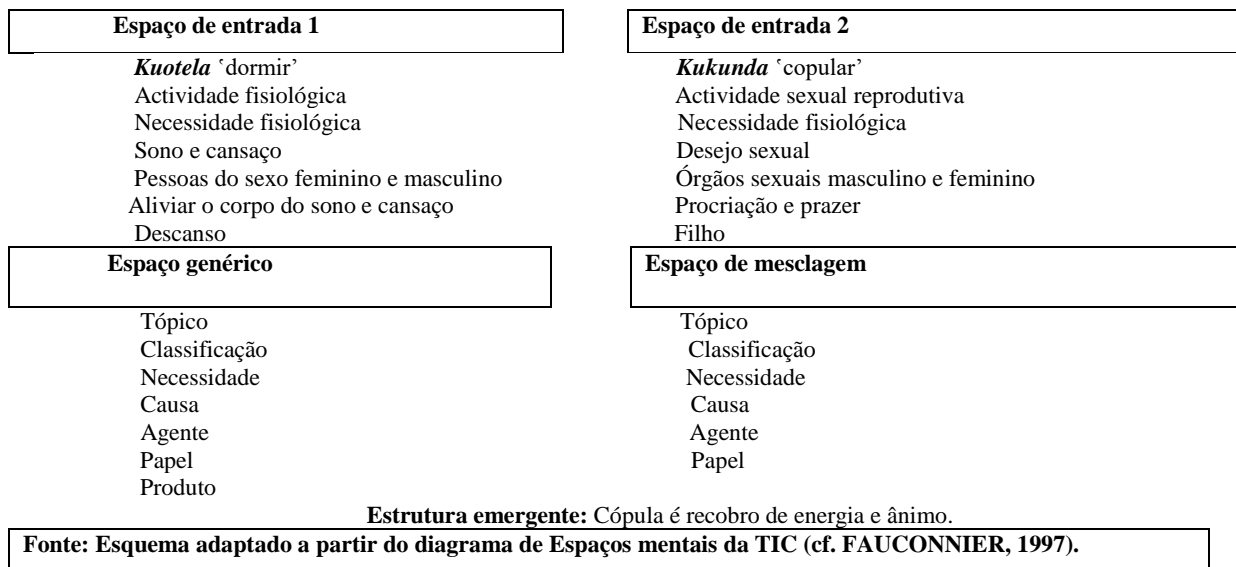 Espaço de entrada 1
Kuotela ‛dormir’
Actividade fisiológica
Necessidade fisiológica
Sono e cansaço
Pessoas do sexo feminino e masculino
Aliviar o corpo do sono e cansaço
Descanso
Espaço de entrada 2
Kukunda ‛copular’
Actividade sexual reprodutiva
Necessidade fisiológica
Desejo sexual
Órgãos sexuais masculino e feminino
Procriação e prazer
Filho
Espaço genérico
Tópico
Classificação
Necessidade
Causa
Agente
Papel
Produto
Espaço de mesclagem
Tópico
Classificação
Necessidade
Causa
Agente
Papel
Estrutura emergente: Cópula é recobro de energia e ânimo.
Fonte: Esquema adaptado a partir do diagrama de Espaços mentais da TIC (cf. FAUCONNIER, 1997).